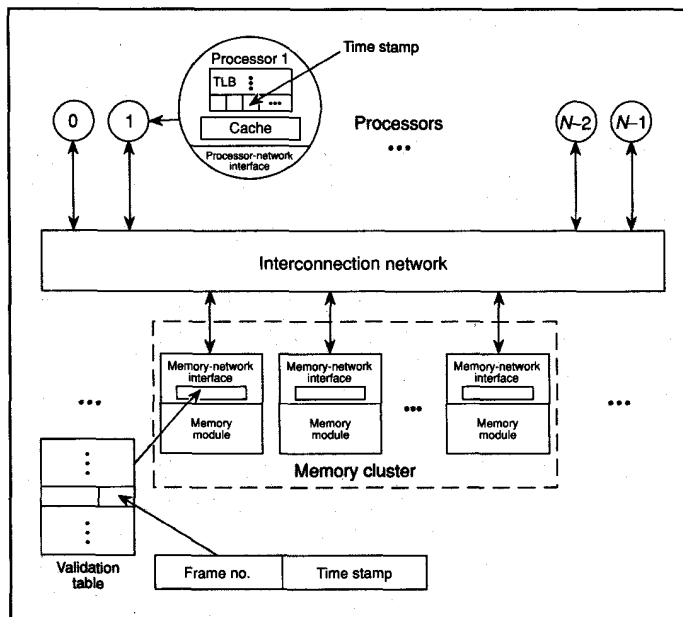 Time stamp
Processor 1
TLB
0
1
Cache
Processors
N–2
N–1
Processor-network
interface
Interconnection network
Memory-network
interface
Memory-network
interface
Memory-network
interface
Memory
module
Memory
module
Memory
module
Memory cluster
Validation
table
Frame no.
Time stamp